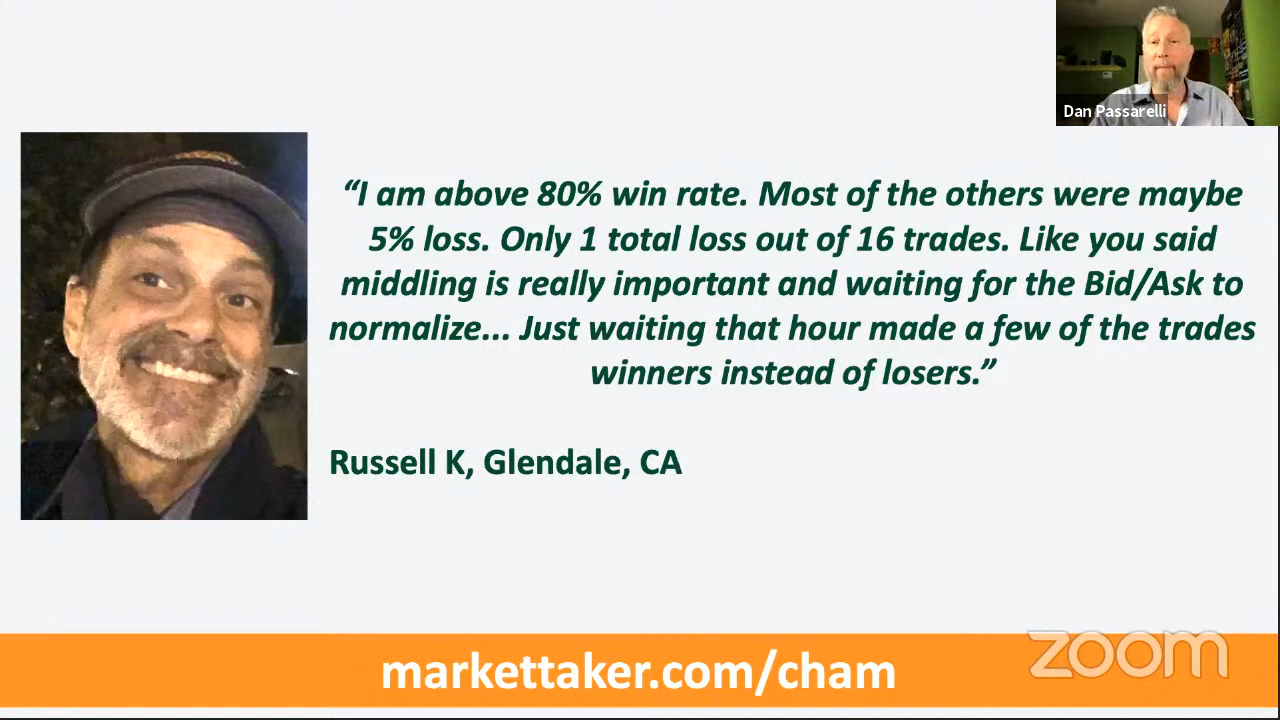 Dan Passarelli
“I am above 80% win rate. Most of the others were maybe
5% loss. Only 1 total loss out of 16 trades. Like you said
middling is really important and waiting for the Bid/Ask to
normalize... Just waiting that hour made a few of the trades
winners instead of losers.”
Russell K, Glendale, CA
zoom
markettaker.com/cham